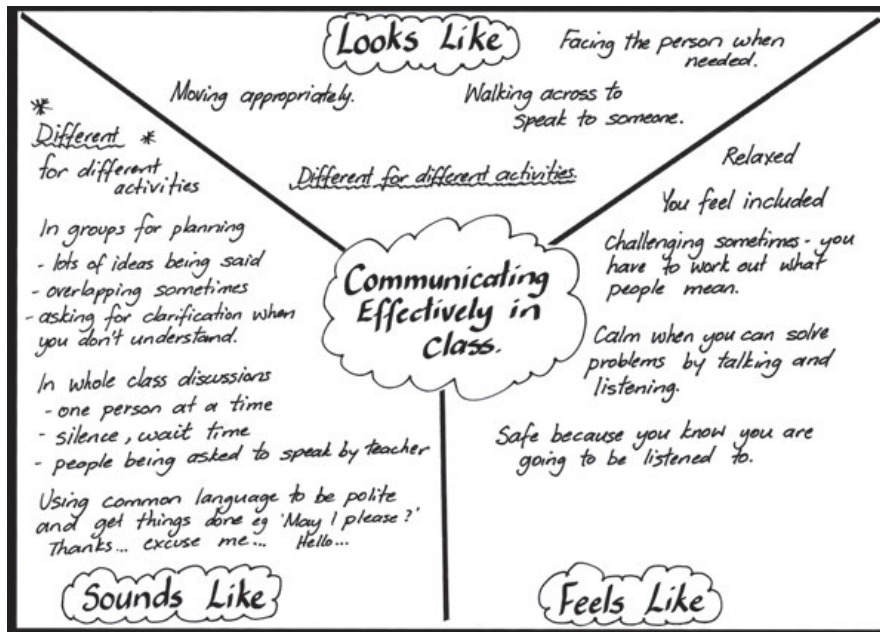 Looks Like
Facing the person when
needed.
Moving appropriately.
Walking across to
speak to someone.
Different for different activities.
Communicating
Effectively in
Class.
*
Different *
for different
activities
In groups for planning
- lots of ideas being said
- overlapping sometimes
- asking for clarification when
you don't understand.
In whole class discussions
- one person at a time
- silence, wait time
- people being asked to speak by teacher
Using common language to be polite
and get things done eg 'May I please?'
Thanks... excuse me... Hello...
Sounds Like
Relaxed
You feel included
Challenging sometimes - you
have to work out what
people mean.
Calm when you can solve
problems by talking and
listening.
Safe because you know you are
going to be listened to.
Feels Like